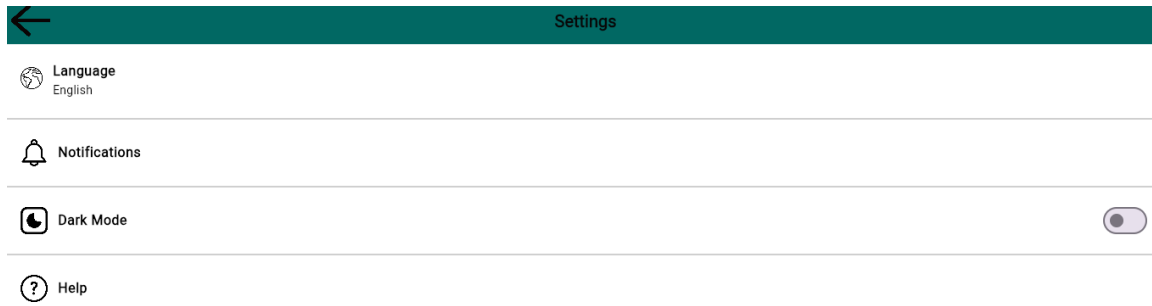 Settings
Language
English
Notifications
Dark Mode
Help